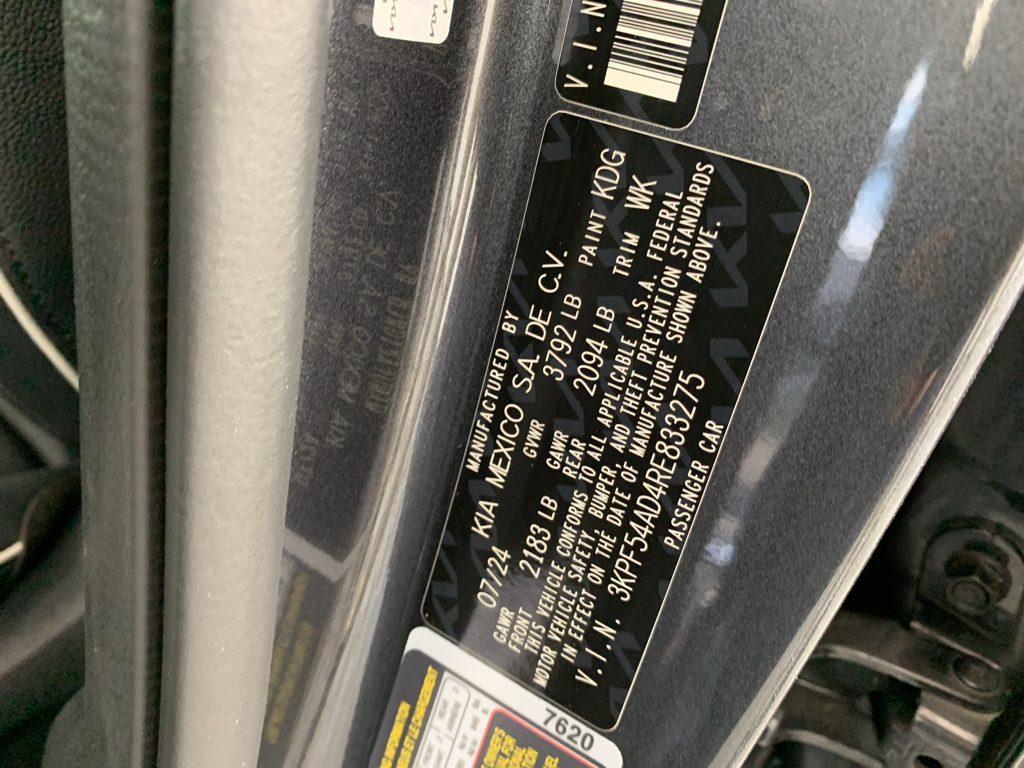 V.I.N
MANUFACTURED BY
07/24 KIA MEXICO S.A. DE C.V.
GVWR 3792 LB PAINT KDG
GAWR FRONT 2183 LB GAWR REAR 2094 LB TRIM WK
THIS VEHICLE CONFORMS TO ALL APPLICABLE U.S.A. FEDERAL
MOTOR VEHICLE SAFETY, BUMPER, AND THEFT PREVENTION STANDARDS
IN EFFECT ON THE DATE OF MANUFACTURE SHOWN ABOVE.
V.I.N. 3KPF54AD4RE833275
PASSENGER CAR
7620